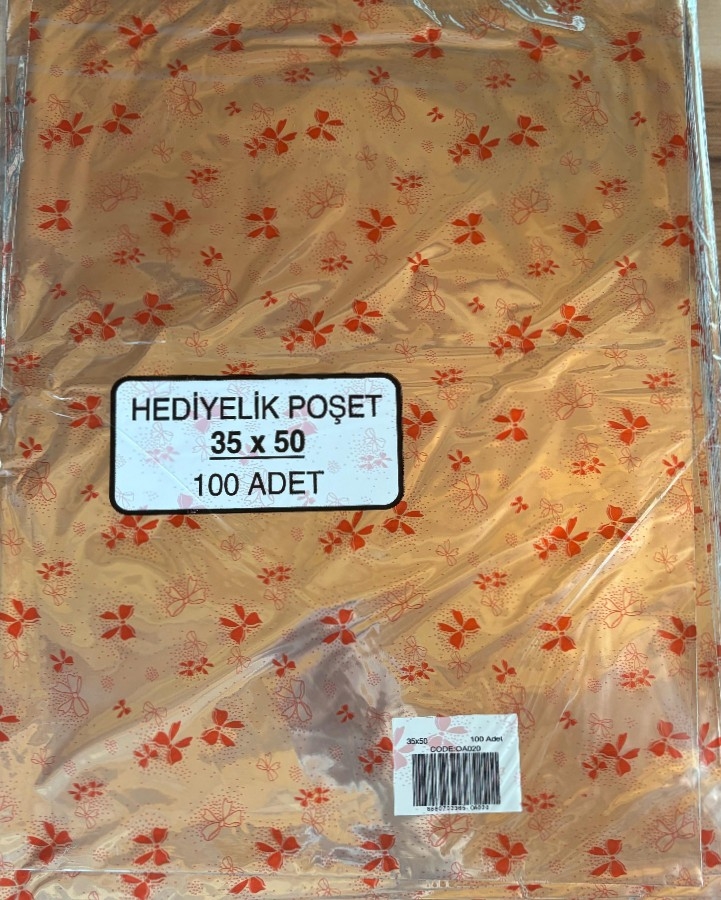 HEDİYELİK POŞET
35 x 50
100 ADET
35x50 100 Adet
CODE:OA020